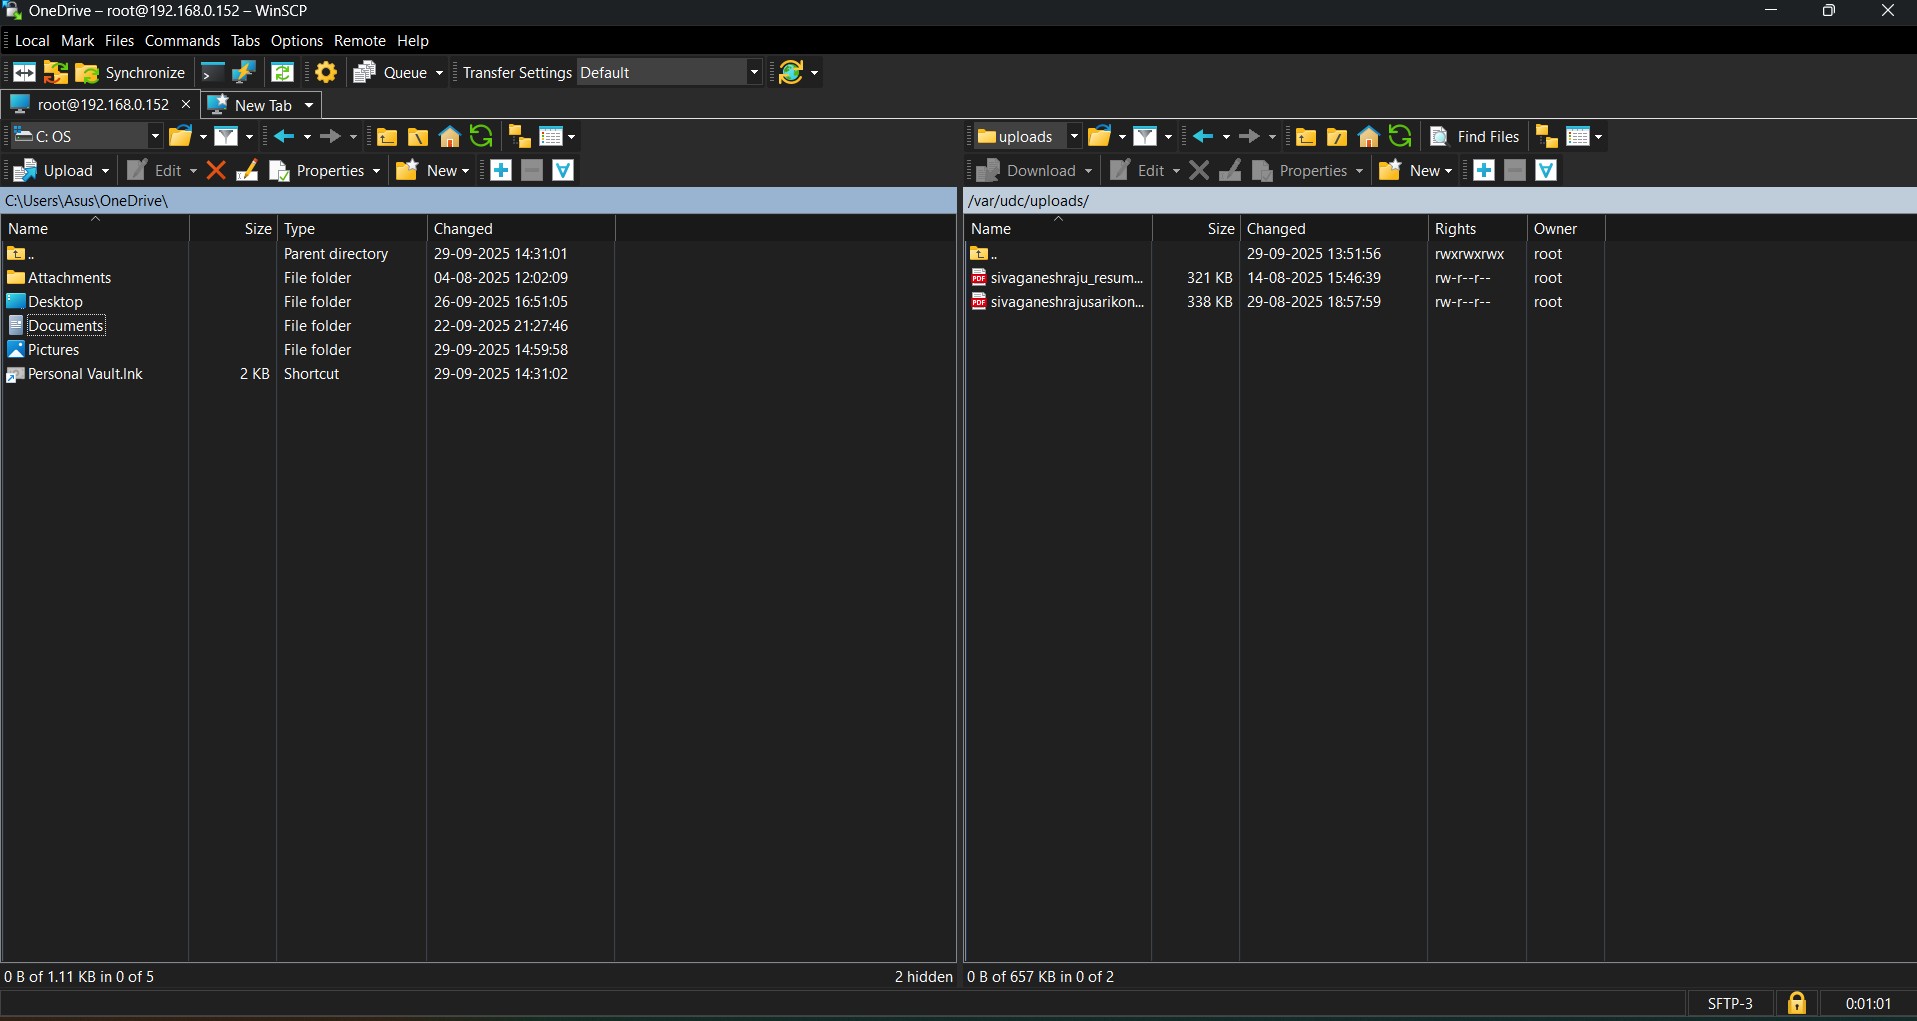 OneDrive – root@192.168.0.152 – WinSCP
Local Mark Files Commands Tabs Options Remote Help
Synchronize Queue Transfer Settings Default
root@192.168.0.152 New Tab
C: OS
Upload Edit Properties New
C:\Users\Asus\OneDrive\
Name Size Type Changed
.. Parent directory 29-09-2025 14:31:01
Attachments File folder 04-08-2025 12:02:09
Desktop File folder 26-09-2025 16:51:05
Documents File folder 22-09-2025 21:27:46
Pictures File folder 29-09-2025 14:59:58
Personal Vault.lnk 2 KB Shortcut 29-09-2025 14:31:02
0 B of 1.11 KB in 0 of 5 2 hidden
uploads Find Files
Download Edit Properties New
/var/udc/uploads/
Name Size Changed Rights Owner
.. 29-09-2025 13:51:56 rwxrwxrwx root
sivaganeshraju_resum... 321 KB 14-08-2025 15:46:39 rw-r--r-- root
sivaganeshrajusarikon... 338 KB 29-08-2025 18:57:59 rw-r--r-- root
0 B of 657 KB in 0 of 2
SFTP-3 0:01:01